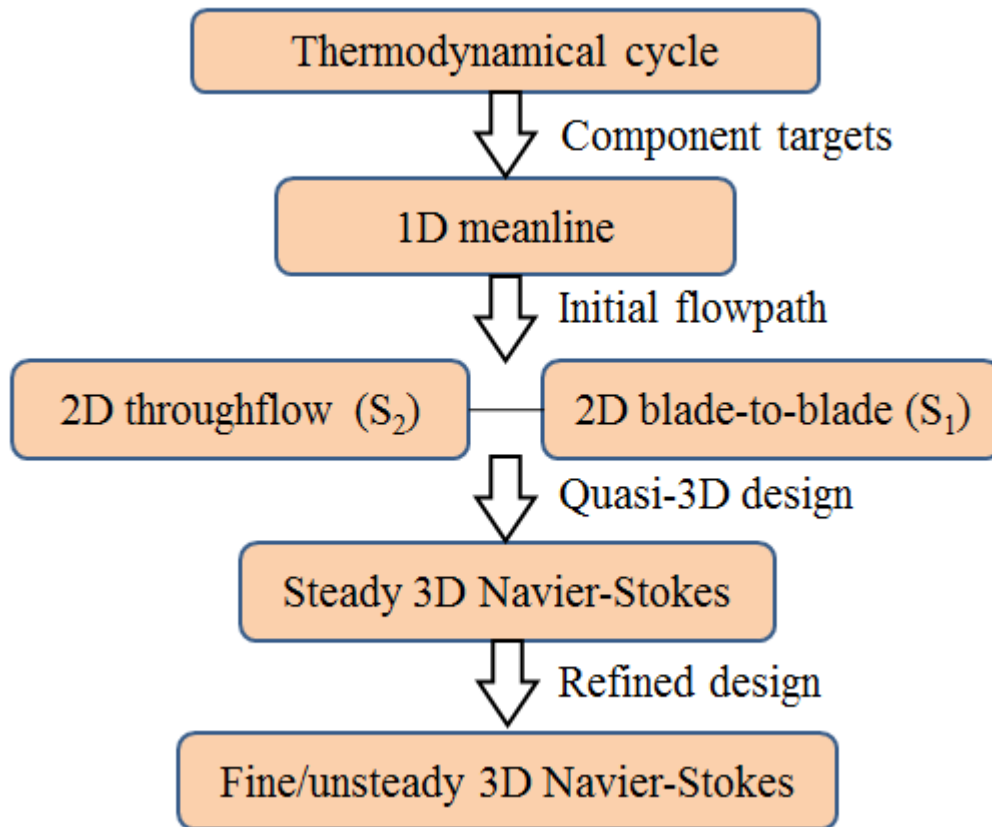 Thermodynamical cycle
Component targets
1D meanline
Initial flowpath
2D throughflow (S₂)
2D blade-to-blade (S₁)
Quasi-3D design
Steady 3D Navier-Stokes
Refined design
Fine/unsteady 3D Navier-Stokes